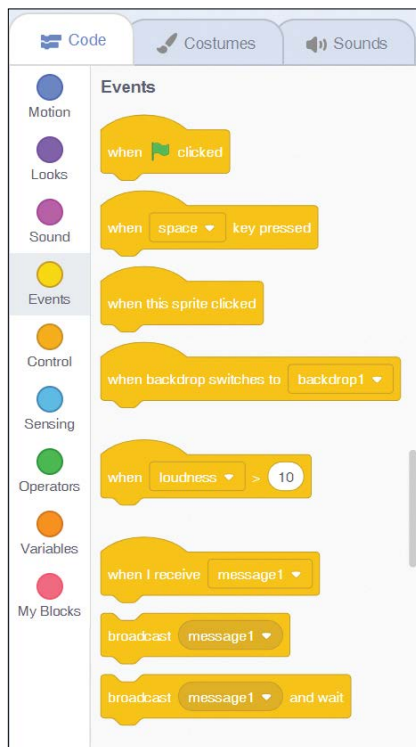 Code
Costumes
Sounds
Motion
Looks
Sound
Events
Control
Sensing
Operators
Variables
My Blocks
Events
when clicked
when space key pressed
when this sprite clicked
when backdrop switches to backdrop1
when loudness > 10
when I receive message1
broadcast message1
broadcast message1 and wait